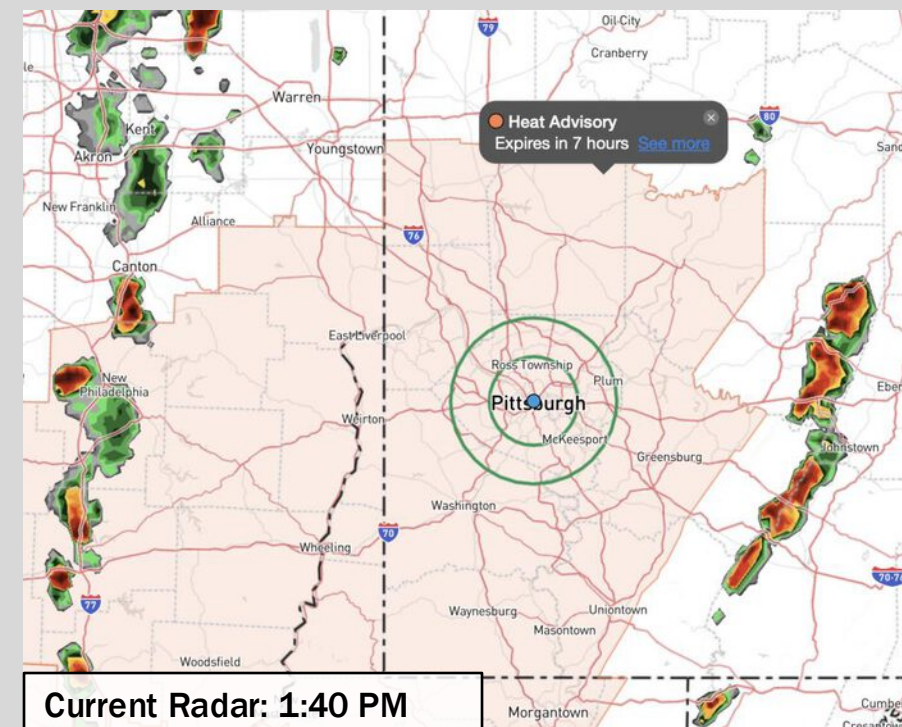 79
Oil City
Cranberry
Warren
Heat Advisory
Expires in 7 hours See more
80
Kent
Akron
Youngstown
New Franklin
Alliance
76
Canton
East Liverpool
Ross Township
New
Philadelphia
Plum
Pittsburgh
Weirton
McKeesport
Johnstown
Greensburg
Washington
70
Wheeling
77
Waynesburg
Uniontown
Masontown
Woodsfield
Current Radar: 1:40 PM
Morgantown